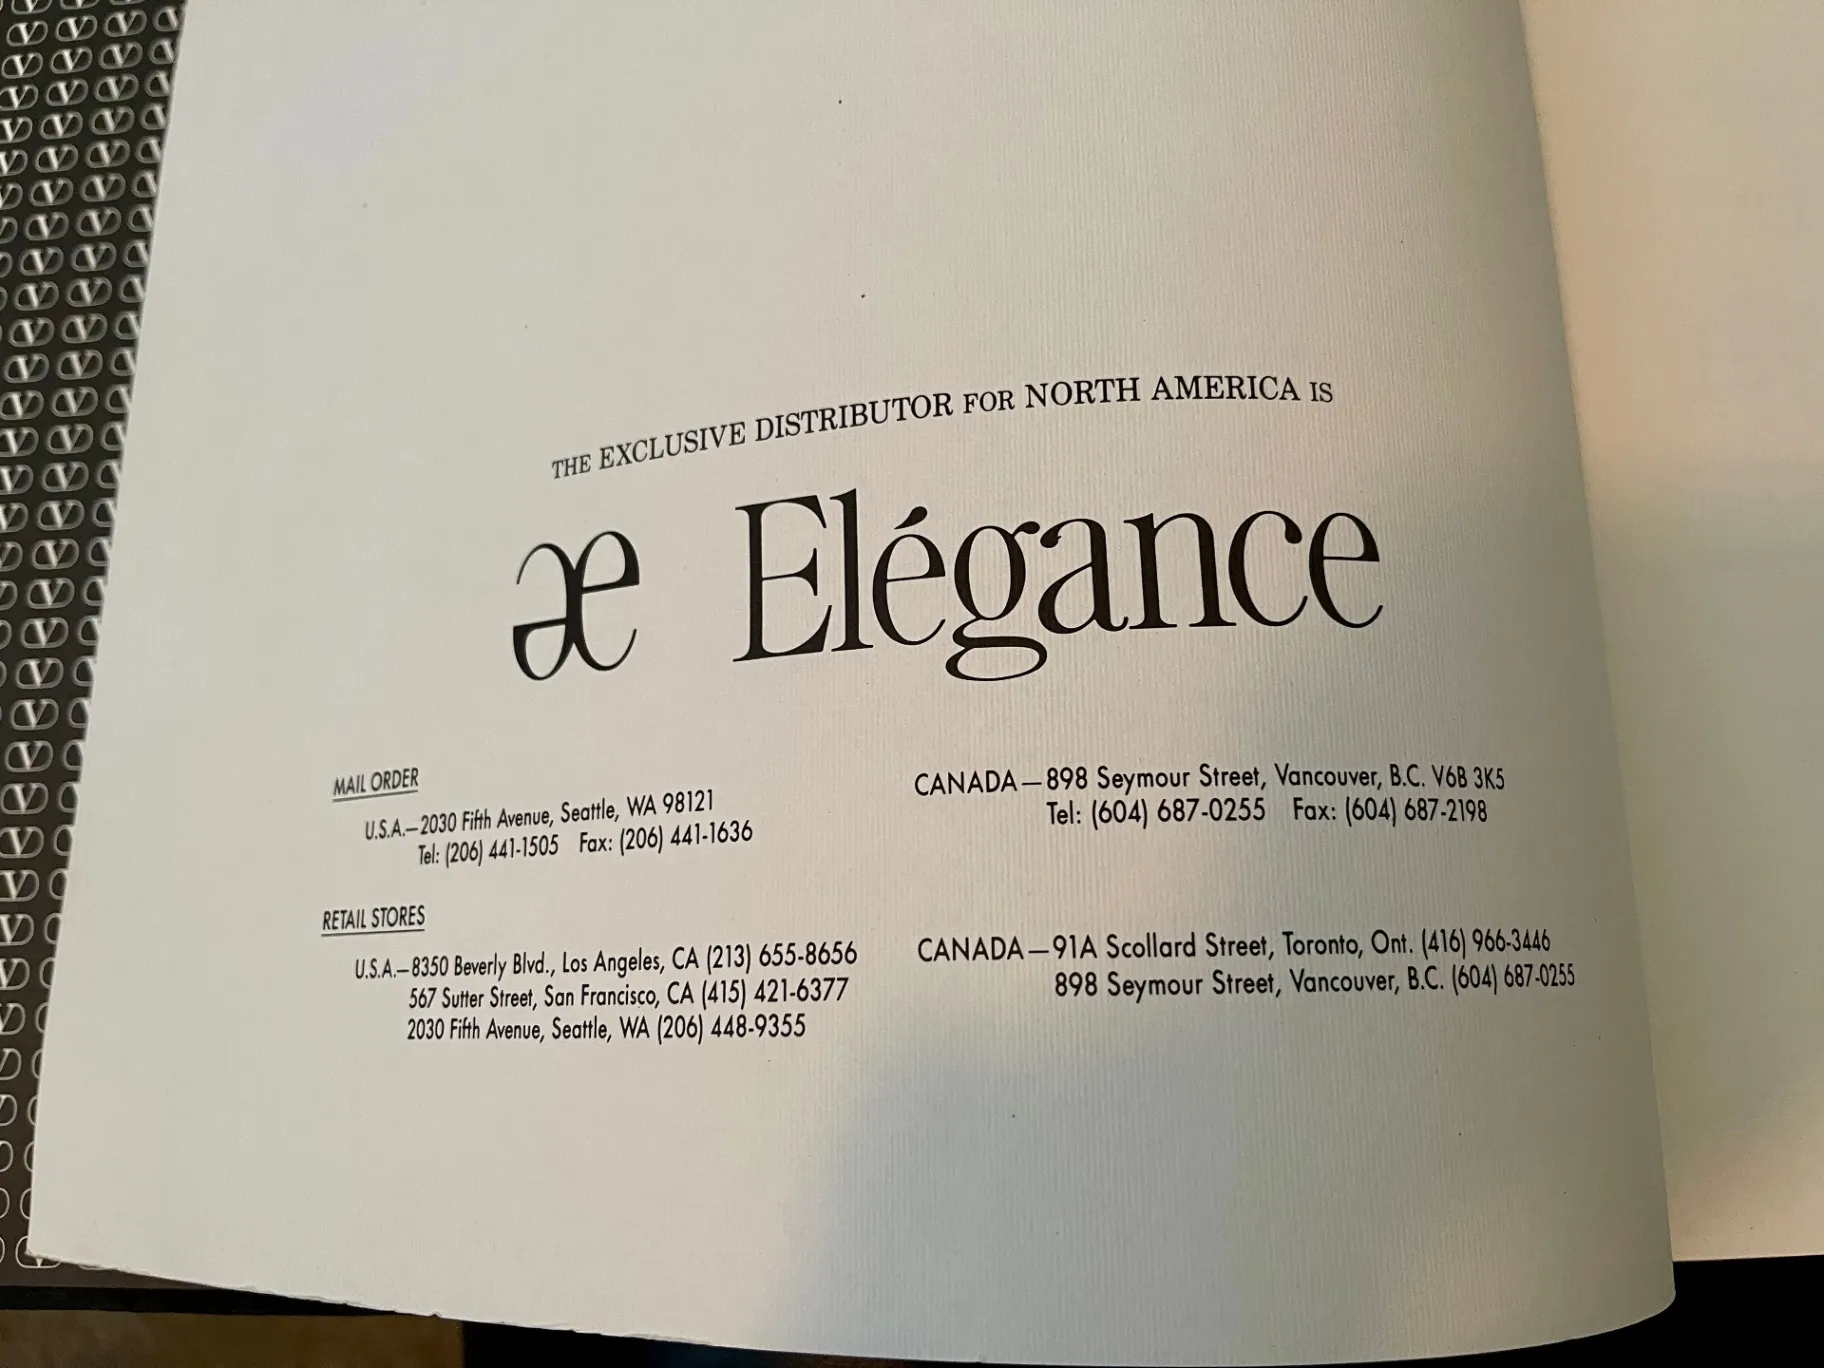 THE EXCLUSIVE DISTRIBUTOR FOR NORTH AMERICA IS
æ Elégance
MAIL ORDER
U.S.A.—2030 Fifth Avenue, Seattle, WA 98121
Tel: (206) 441-1505 Fax: (206) 441-1636
CANADA—898 Seymour Street, Vancouver, B.C. V6B 3K5
Tel: (604) 687-0255 Fax: (604) 687-2198
RETAIL STORES
U.S.A.—8350 Beverly Blvd., Los Angeles, CA (213) 655-8656
567 Sutter Street, San Francisco, CA (415) 421-6377
2030 Fifth Avenue, Seattle, WA (206) 448-9355
CANADA—91A Scollard Street, Toronto, Ont. (416) 966-3446
898 Seymour Street, Vancouver, B.C. (604) 687-0255